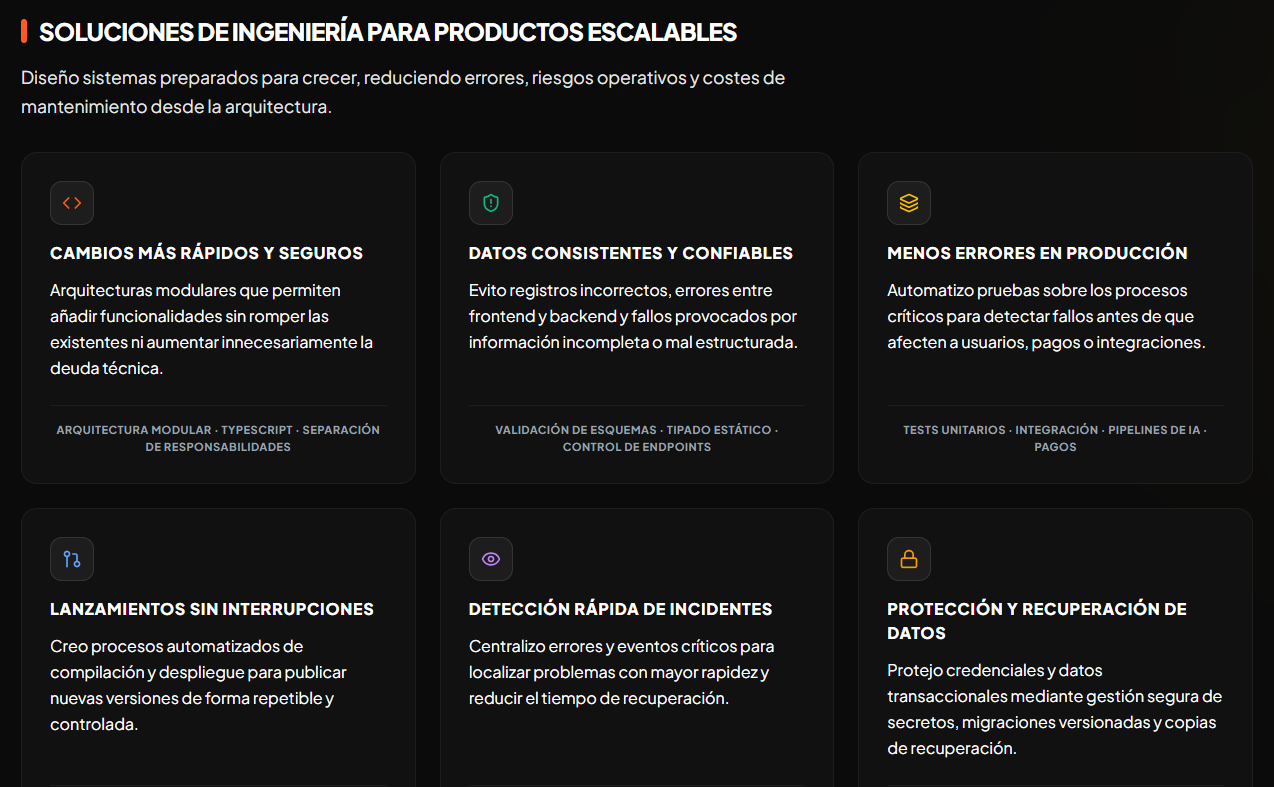 SOLUCIONES DE INGENIERÍA PARA PRODUCTOS ESCALABLES
Diseño sistemas preparados para crecer, reduciendo errores, riesgos operativos y costes de
mantenimiento desde la arquitectura.
CAMBIOS MÁS RÁPIDOS Y SEGUROS
Arquitecturas modulares que permiten
añadir funcionalidades sin romper las
existentes ni aumentar innecesariamente la
deuda técnica.
ARQUITECTURA MODULAR · TYPESCRIPT · SEPARACIÓN
DE RESPONSABILIDADES
DATOS CONSISTENTES Y CONFIABLES
Evito registros incorrectos, errores entre
frontend y backend y fallos provocados por
información incompleta o mal estructurada.
VALIDACIÓN DE ESQUEMAS · TIPADO ESTÁTICO ·
CONTROL DE ENDPOINTS
MENOS ERRORES EN PRODUCCIÓN
Automatizo pruebas sobre los procesos
críticos para detectar fallos antes de que
afecten a usuarios, pagos o integraciones.
TESTS UNITARIOS · INTEGRACIÓN · PIPELINES DE IA ·
PAGOS
LANZAMIENTOS SIN INTERRUPCIONES
Creo procesos automatizados de
compilación y despliegue para publicar
nuevas versiones de forma repetible y
controlada.
DETECCIÓN RÁPIDA DE INCIDENTES
Centralizo errores y eventos críticos para
localizar problemas con mayor rapidez y
reducir el tiempo de recuperación.
PROTECCIÓN Y RECUPERACIÓN DE
DATOS
Protejo credenciales y datos
transaccionales mediante gestión segura de
secretos, migraciones versionadas y copias
de recuperación.